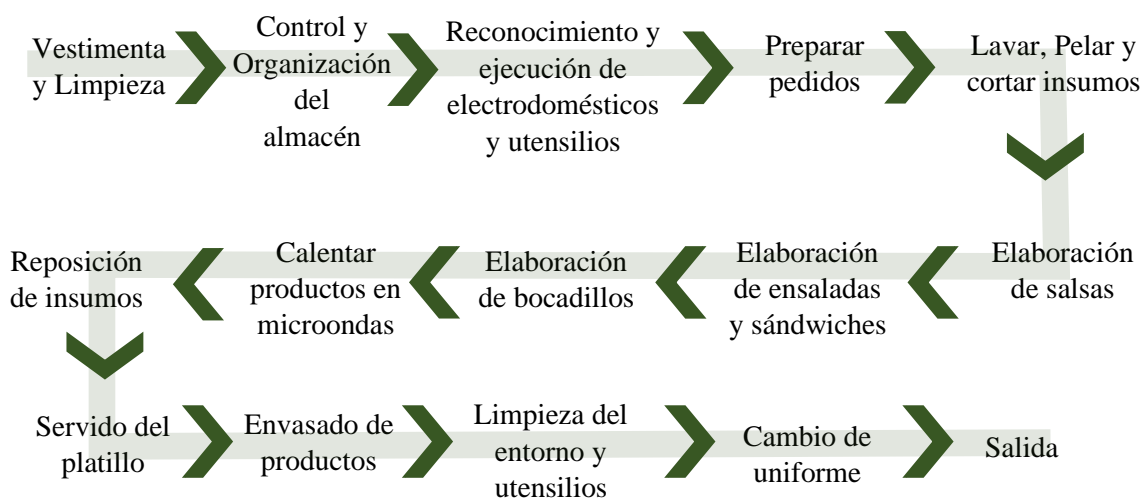 Vestimenta
y Limpieza
Control y
Organización
del
almacén
Reconocimiento y
ejecución de
electrodomésticos
y utensilios
Preparar
pedidos
Lavar, Pelar y
cortar insumos
Elaboración
de salsas
Elaboración
de ensaladas
y sándwiches
Elaboración
de bocadillos
Calentar
productos en
microondas
Reposición
de insumos
Servido del
platillo
Envasado de
productos
Limpieza del
entorno y
utensilios
Cambio de
uniforme
Salida